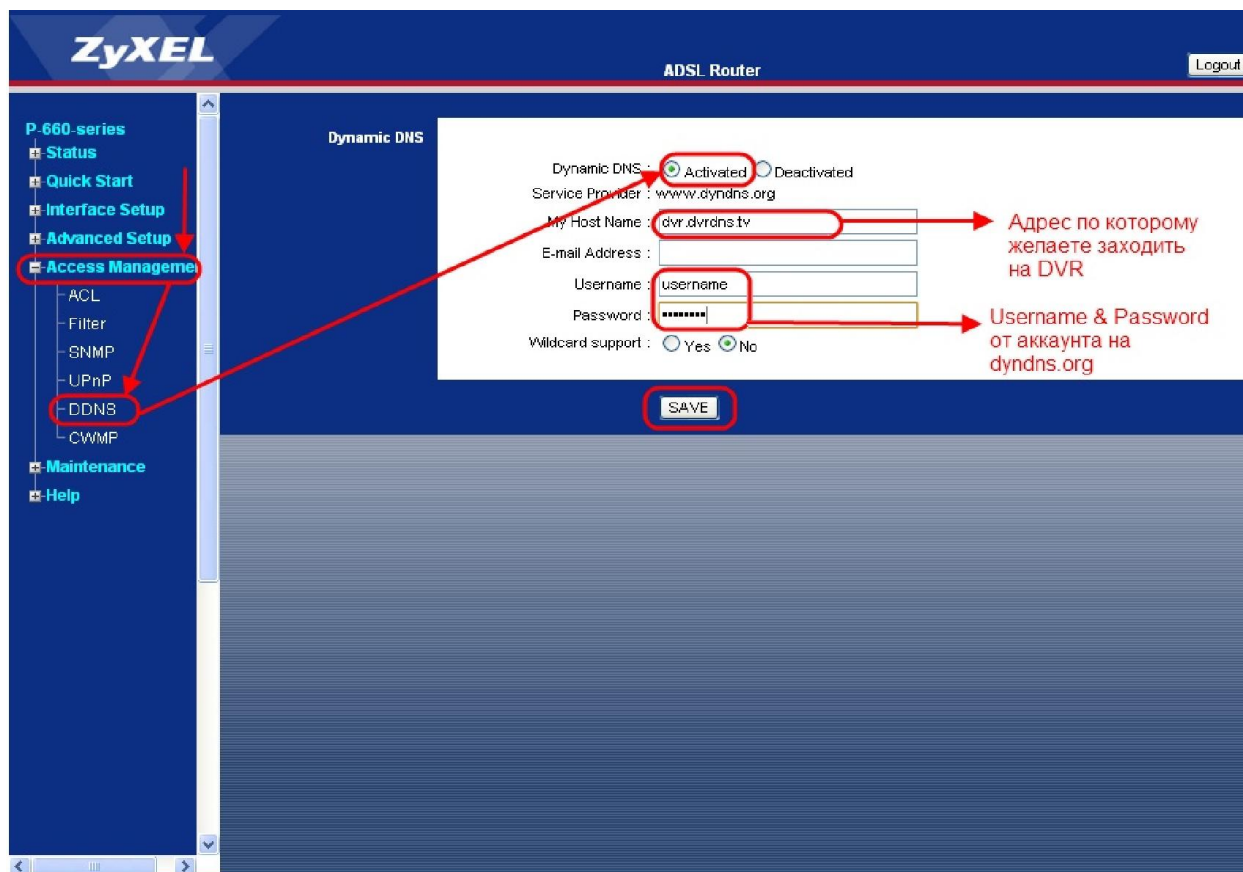 ZyXEL
ADSL Router
Logout
P-660-series
Status
Quick Start
Interface Setup
Advanced Setup
Access Manageme
ACL
Filter
SNMP
UPnP
DDNS
CWMP
Maintenance
Help
Dynamic DNS
Dynamic DNS : Activated Deactivated
Service Provider : www.dyndns.org
My Host Name : dvr.dvrdns.tv
E-mail Address :
Username : username
Password : ••••••••
Wildcard support : Yes No
SAVE
Адрес по которому
желаете заходить
на DVR
Username & Password
от аккаунта на
dyndns.org